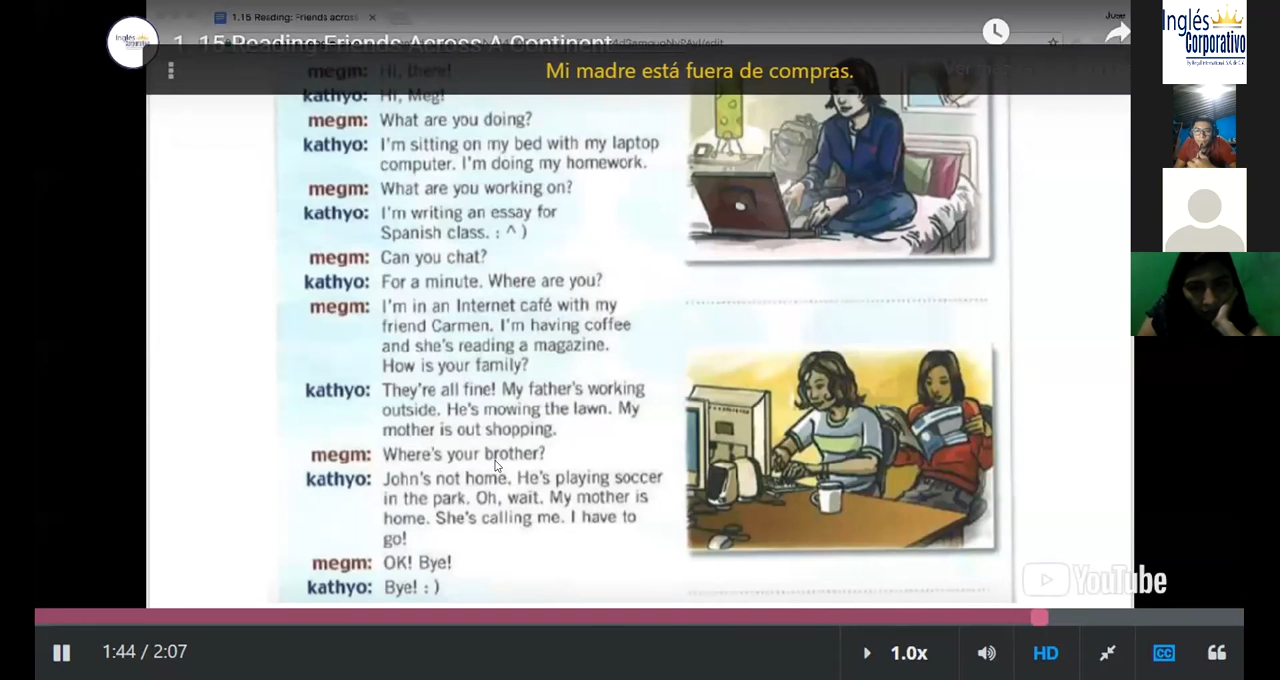 1.15 Reading: Friends across
1. 15 Reading Friends Across A Continent
Mi madre está fuera de compras.
megm: Hi, there!
kathyo: Hi, Meg!
megm: What are you doing?
kathyo: I'm sitting on my bed with my laptop
computer. I'm doing my homework.
megm: What are you working on?
kathyo: I'm writing an essay for
Spanish class. : ^ )
megm: Can you chat?
kathyo: For a minute. Where are you?
megm: I'm in an Internet café with my
friend Carmen. I'm having coffee
and she's reading a magazine.
How is your family?
kathyo: They're all fine! My father's working
outside. He's mowing the lawn. My
mother is out shopping.
megm: Where's your brother?
kathyo: John's not home. He's playing soccer
in the park. Oh, wait. My mother is
home. She's calling me. I have to
go!
megm: OK! Bye!
kathyo: Bye! : )
YouTube
1:44 / 2:07
1.0x
HD
CC
Inglés
Corporativo
Inglés